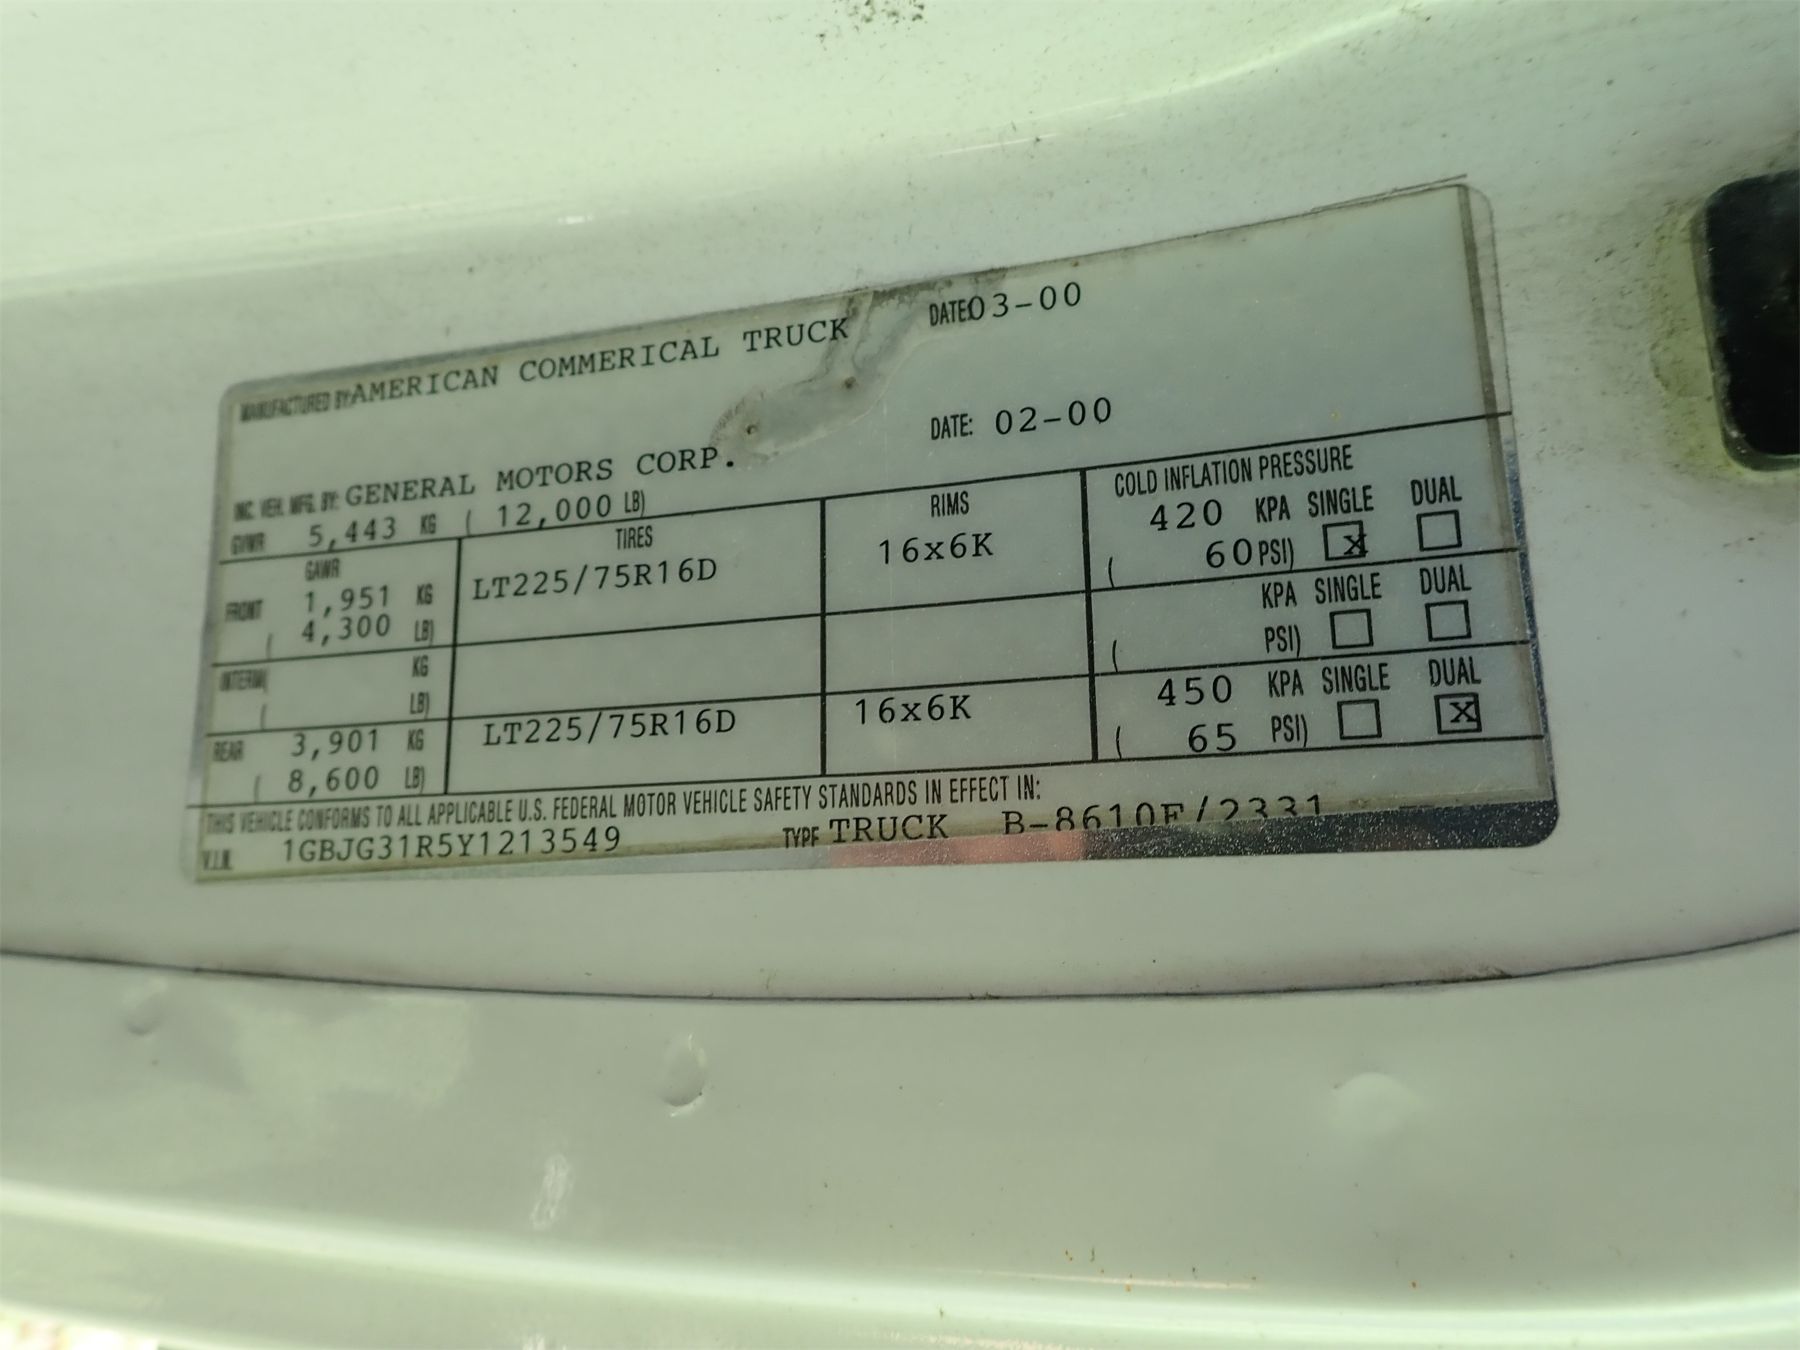 MANUFACTURED BY: AMERICAN COMMERICAL TRUCK DATE: 03-00
INC. VEH. MFG. BY: GENERAL MOTORS CORP. DATE: 02-00
GVWR 5,443 KG ( 12,000 LB)
GAWR TIRES RIMS COLD INFLATION PRESSURE
FRONT 1,951 KG LT225/75R16D 16x6K 420 KPA SINGLE DUAL
( 4,300 LB) ( 60 PSI) X
INTERM( KG KPA SINGLE DUAL
( LB) ( PSI)
REAR 3,901 KG LT225/75R16D 16x6K 450 KPA SINGLE DUAL
( 8,600 LB) ( 65 PSI) X
THIS VEHICLE CONFORMS TO ALL APPLICABLE U.S. FEDERAL MOTOR VEHICLE SAFETY STANDARDS IN EFFECT IN:
V.I.N. 1GBJG31R5Y1213549 TYPE TRUCK